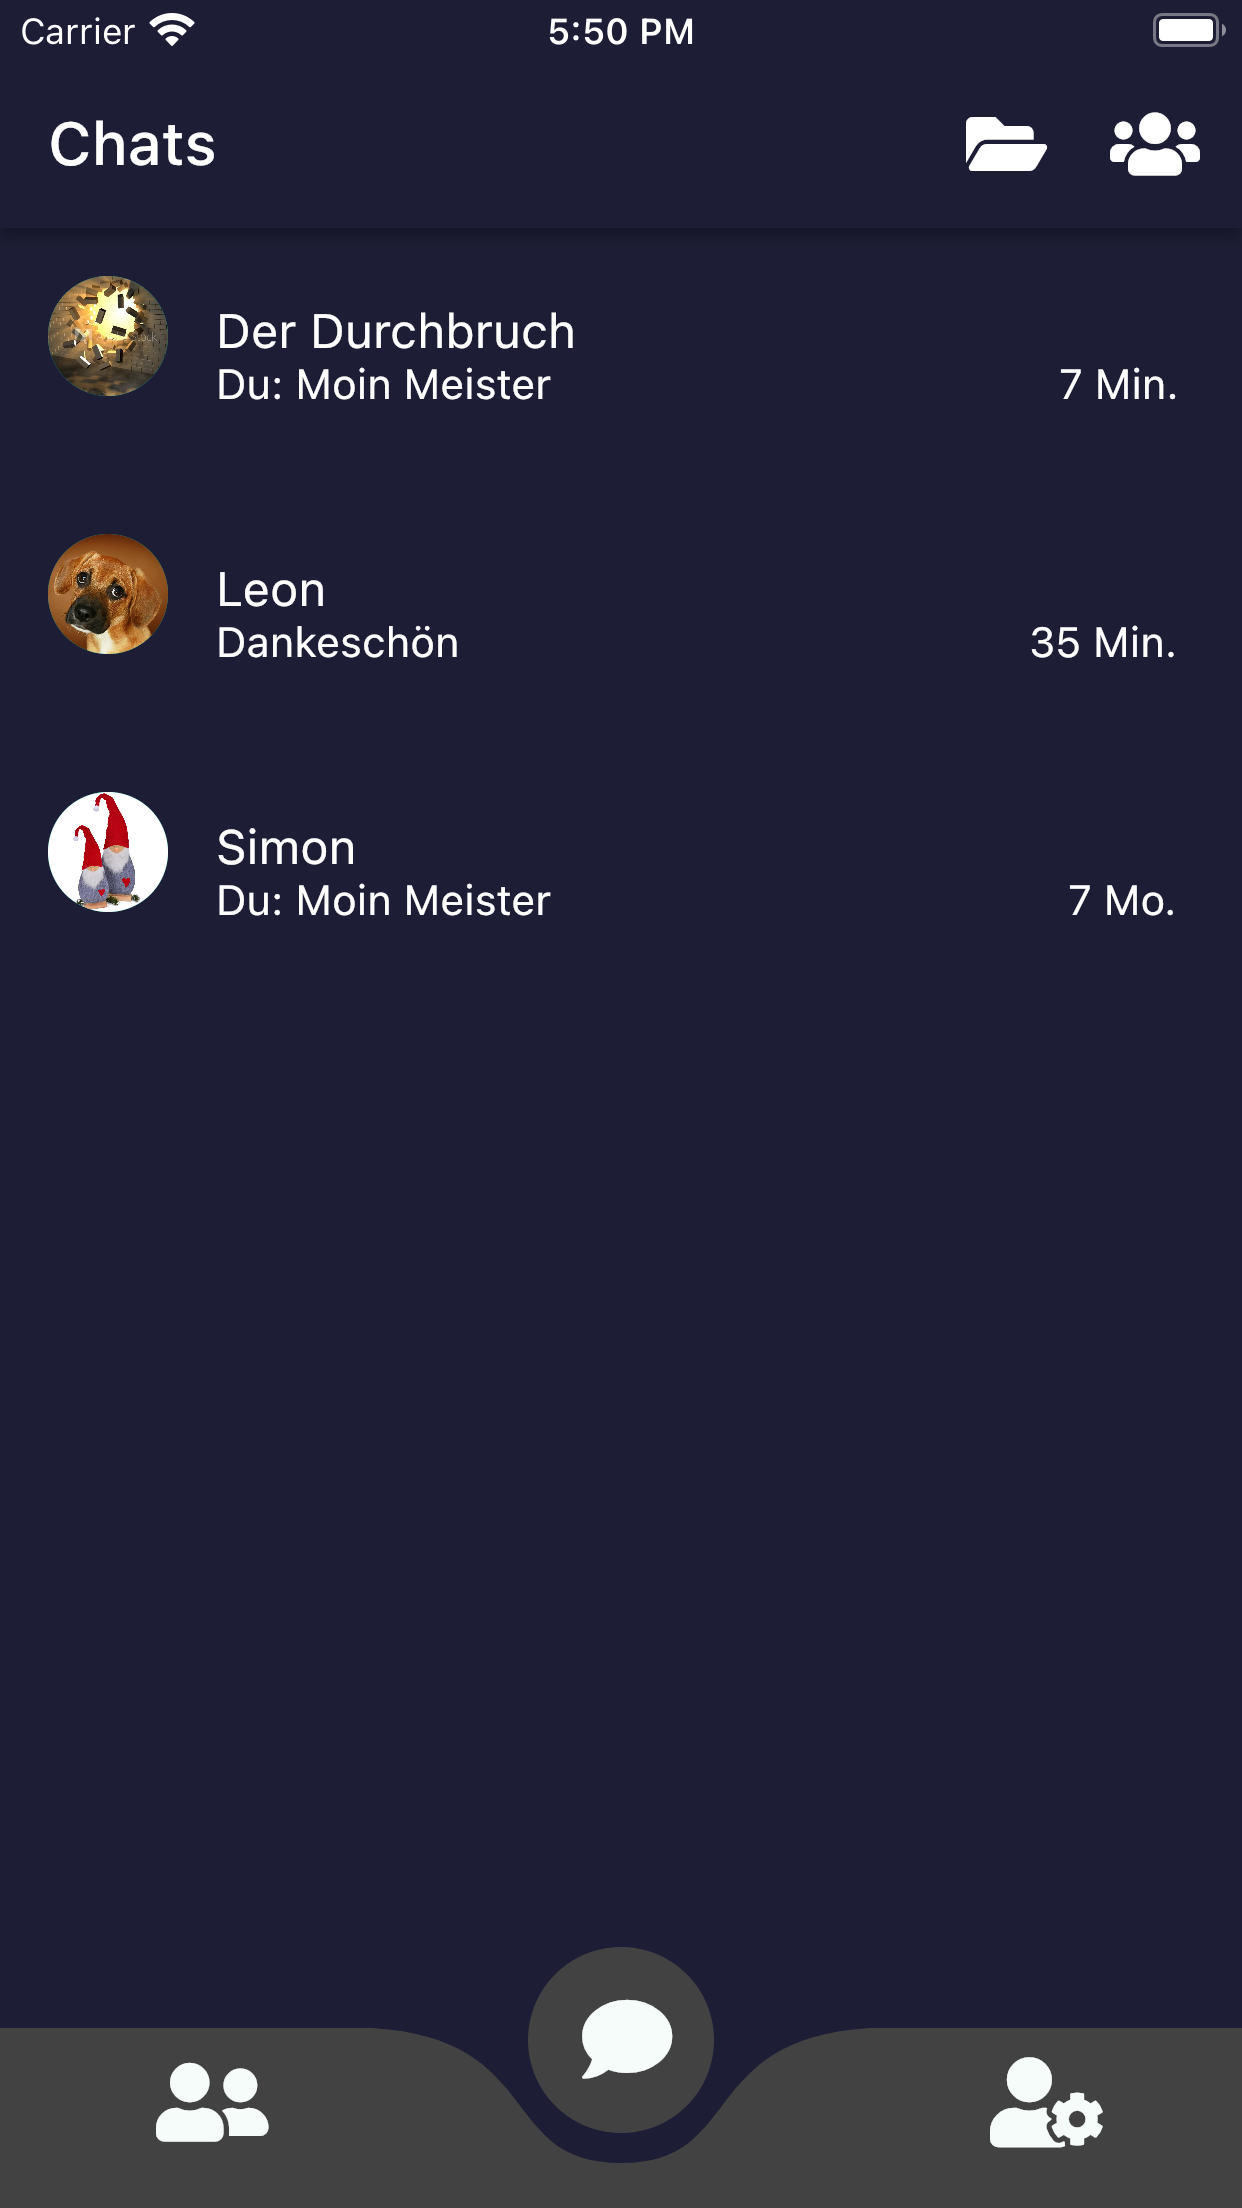 Carrier 5:50 PM
Chats
Der Durchbruch
Du: Moin Meister 7 Min.
Leon
Dankeschön 35 Min.
Simon
Du: Moin Meister 7 Mo.